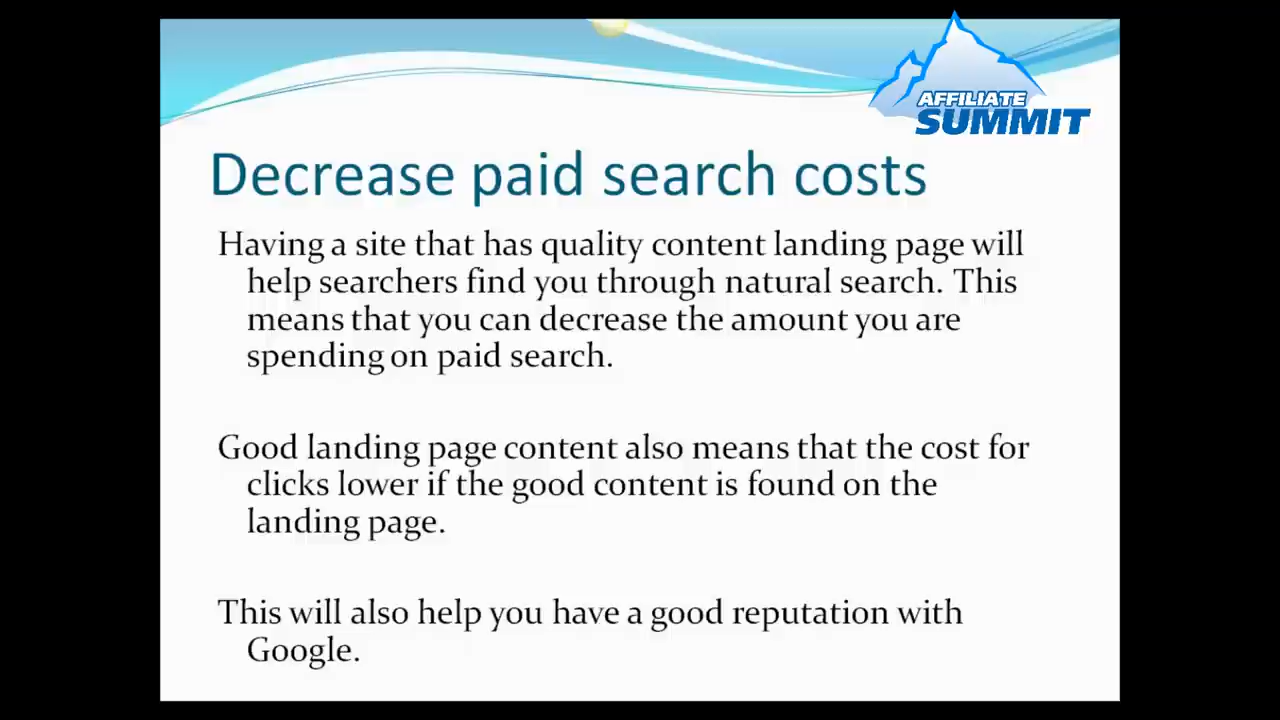 AFFILIATE
SUMMIT
Decrease paid search costs
Having a site that has quality content landing page will
help searchers find you through natural search. This
means that you can decrease the amount you are
spending on paid search.
Good landing page content also means that the cost for
clicks lower if the good content is found on the
landing page.
This will also help you have a good reputation with
Google.